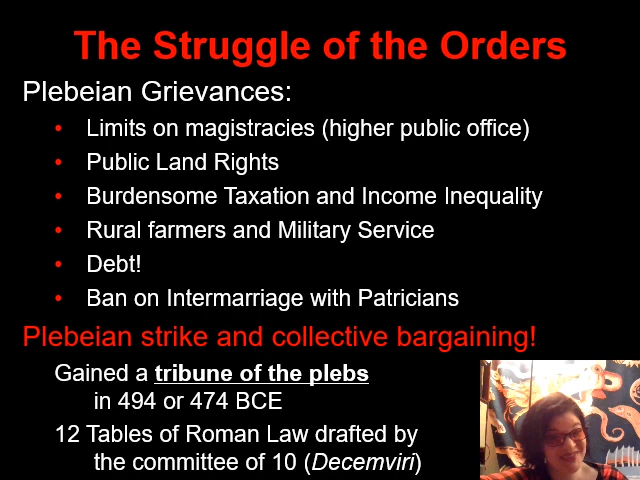 The Struggle of the Orders
Plebeian Grievances:
• Limits on magistracies (higher public office)
• Public Land Rights
• Burdensome Taxation and Income Inequality
• Rural farmers and Military Service
• Debt!
• Ban on Intermarriage with Patricians
Plebeian strike and collective bargaining!
Gained a tribune of the plebs
in 494 or 474 BCE
12 Tables of Roman Law drafted by
the committee of 10 (Decemviri)